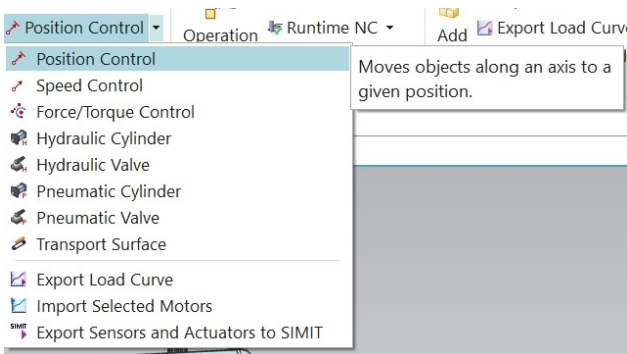 Position Control
Operation
Runtime NC
Add
Export Load Curv
Position Control
Moves objects along an axis to a
given position.
Speed Control
Force/Torque Control
Hydraulic Cylinder
Hydraulic Valve
Pneumatic Cylinder
Pneumatic Valve
Transport Surface
Export Load Curve
Import Selected Motors
SIMIT
Export Sensors and Actuators to SIMIT